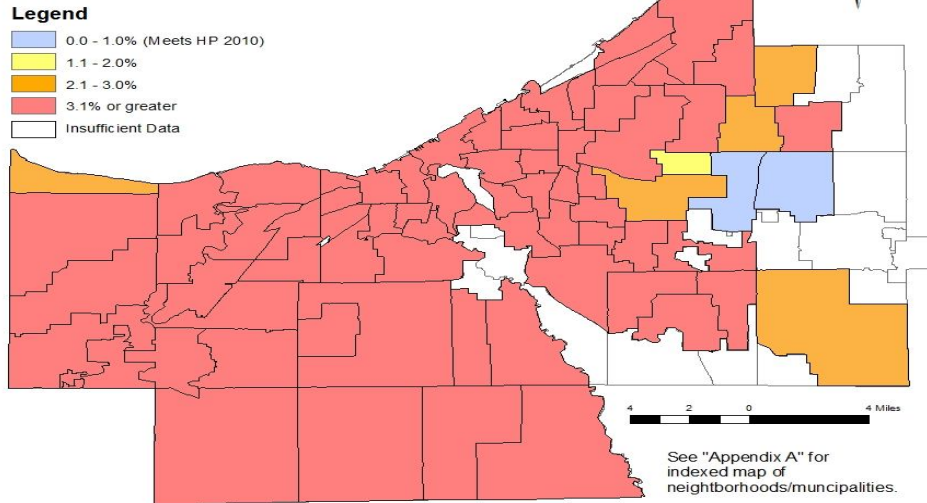 Legend
0.0 - 1.0% (Meets HP 2010)
1.1 - 2.0%
2.1 - 3.0%
3.1% or greater
Insufficient Data
4 2 0 4 Miles
See "Appendix A" for
indexed map of
neightborhoods/muncipalities.